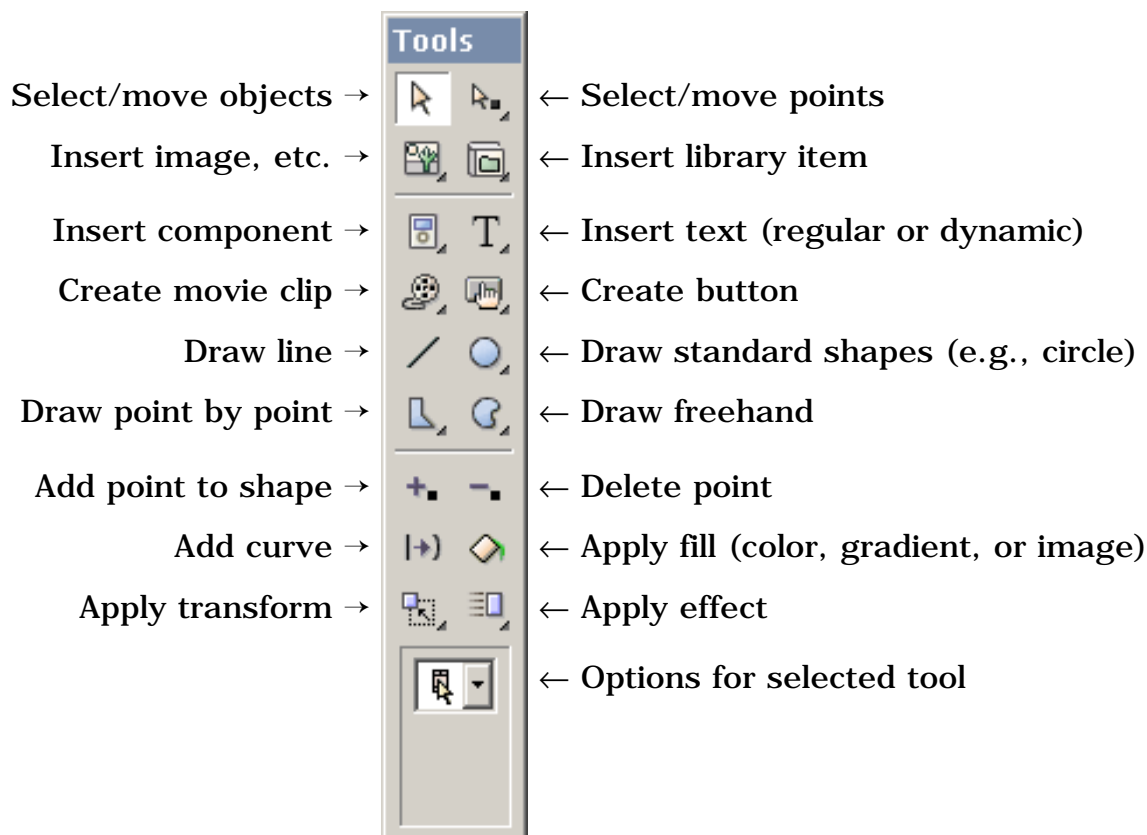 Tools
Select/move objects → ← Select/move points
Insert image, etc. → ← Insert library item
Insert component → T ← Insert text (regular or dynamic)
Create movie clip → ← Create button
Draw line → ← Draw standard shapes (e.g., circle)
Draw point by point → ← Draw freehand
Add point to shape → ← Delete point
Add curve → ← Apply fill (color, gradient, or image)
Apply transform → ← Apply effect
← Options for selected tool